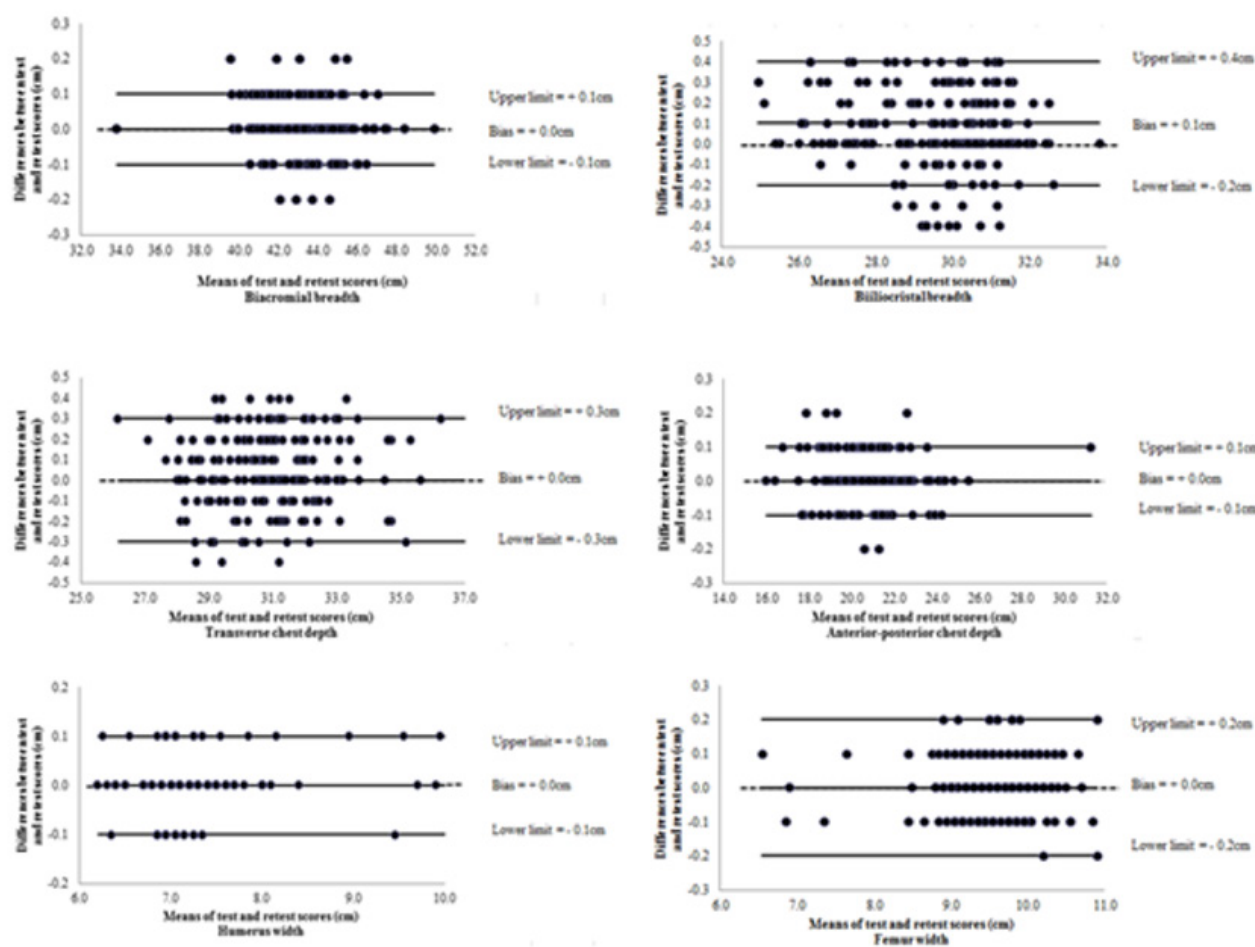 0.3
0.2
0.1
0.0
-0.1
-0.2
-0.3
Differences between test
and retest scores (cm)
32.0 34.0 36.0 38.0 40.0 42.0 44.0 46.0 48.0 50.0 52.0
Means of test and retest scores (cm)
Biacromial breadth
Upper limit = + 0.1cm
Bias = + 0.0cm
Lower limit = - 0.1cm
0.5
0.4
0.3
0.2
0.1
0.0
-0.1
-0.2
-0.3
-0.4
-0.5
Differences between test
and retest scores (cm)
24.0 26.0 28.0 30.0 32.0 34.0
Means of test and retest scores (cm)
Biiliocristal breadth
Upper limit = + 0.4cm
Bias = + 0.1cm
Lower limit = - 0.2cm
0.5
0.4
0.3
0.2
0.1
0.0
-0.1
-0.2
-0.3
-0.4
-0.5
Differences between test
and retest scores (cm)
25.0 27.0 29.0 31.0 33.0 35.0 37.0
Means of test and retest scores (cm)
Transverse chest depth
Upper limit = + 0.3cm
Bias = + 0.0cm
Lower limit = - 0.3cm
0.3
0.2
0.1
0.0
-0.1
-0.2
-0.3
Differences between test
and retest scores (cm)
14.0 16.0 18.0 20.0 22.0 24.0 26.0 28.0 30.0 32.0
Means of test and retest scores (cm)
Anterior-posterior chest depth
Upper limit = + 0.1cm
Bias = + 0.0cm
Lower limit = - 0.1cm
0.2
0.1
0.0
-0.1
-0.2
Differences between test
and retest scores (cm)
6.0 7.0 8.0 9.0 10.0
Means of test and retest scores (cm)
Humerus width
Upper limit = + 0.1cm
Bias = + 0.0cm
Lower limit = - 0.1cm
0.3
0.2
0.1
0.0
-0.1
-0.2
-0.3
Differences between test
and retest scores (cm)
6.0 7.0 8.0 9.0 10.0 11.0
Means of test and retest scores (cm)
Femur width
Upper limit = + 0.2cm
Bias = + 0.0cm
Lower limit = - 0.2cm